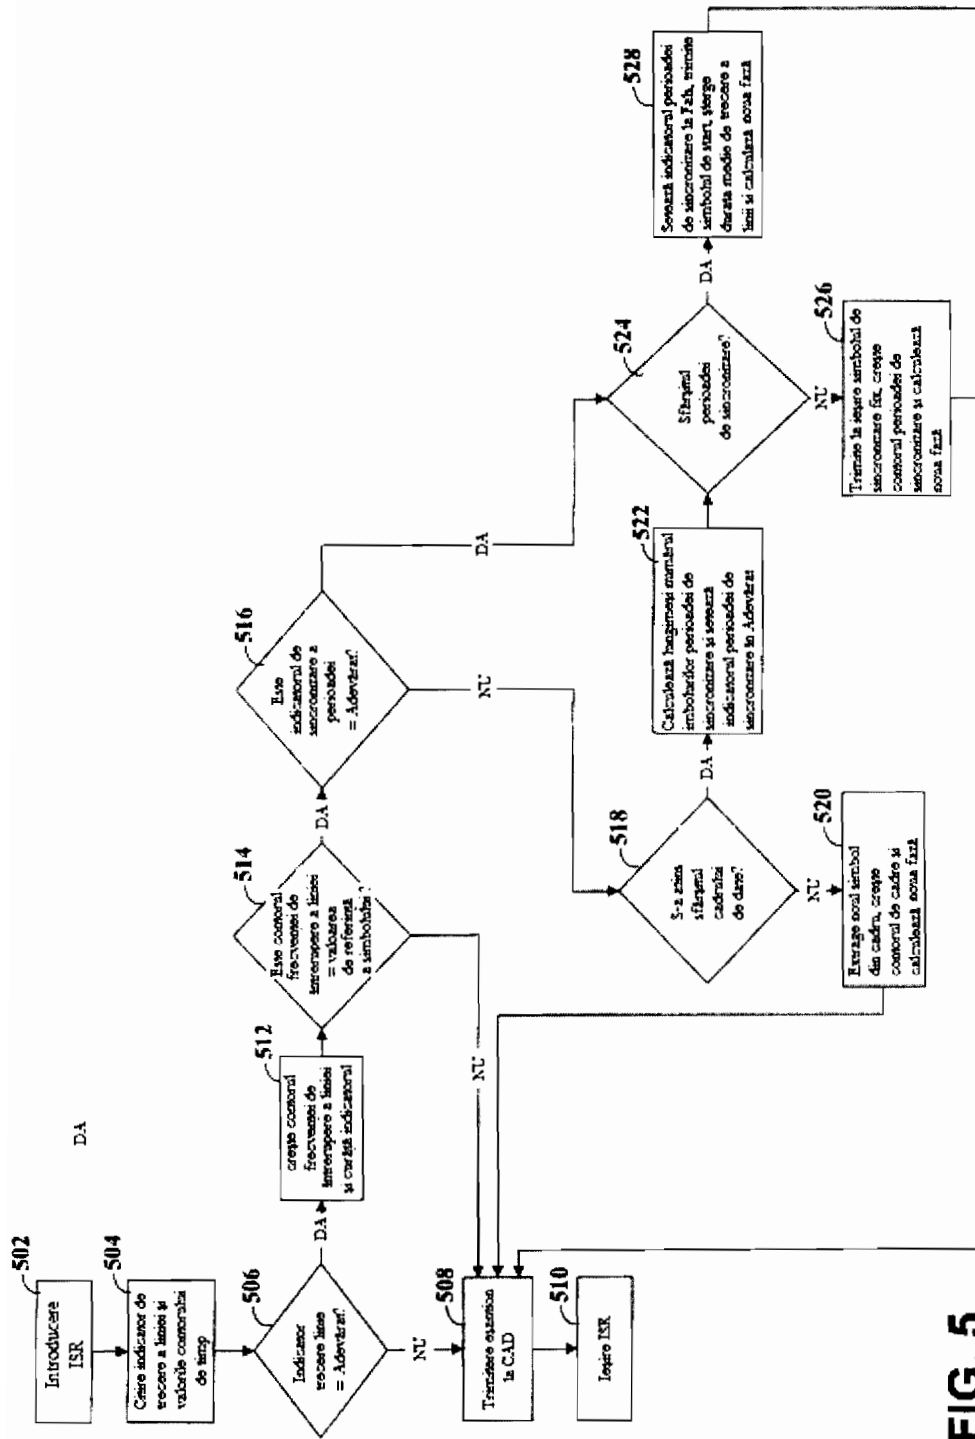 502
Introducere
ISR
504
Citire indicator de
trecere a liniei și
valorile contorului
de timp
506
Indicator
trecere linie
= Adevărat?
DA
NU
508
Trimitere eșantion
la CAD
510
Ieșire ISR
DA
512
crește contorul
frecvenței de
întrerupere a liniei
și curăță indicatorul
514
Este contorul
frecvenței de
întrerupere a liniei
= valoarea
de referință
a simbolului?
DA
NU
516
Este
indicatorul de
sincronizare a
perioadei
= Adevărat?
DA
NU
518
S-a atins
sfârșitul
cadrului
de date?
DA
NU
520
Extrage noul simbol
din cadru, crește
contorul de cadre și
calculează noua fază
522
Calculează lungimea și numărul
simbolurilor perioadei de
sincronizare și setează
indicatorul perioadei de
sincronizare în Adevărat
524
Sfârșitul
perioadei
de sincronizare?
DA
NU
526
Trimite la ieșire simbolul de
sincronizare fix, crește
contorul perioadei de
sincronizare și calculează
noua fază
528
Setează indicatorul perioadei
de sincronizare la Fals, trimite
simbolul de start, șterge
durata medie de trecere a
linii și calculează noua fază
FIG. 5